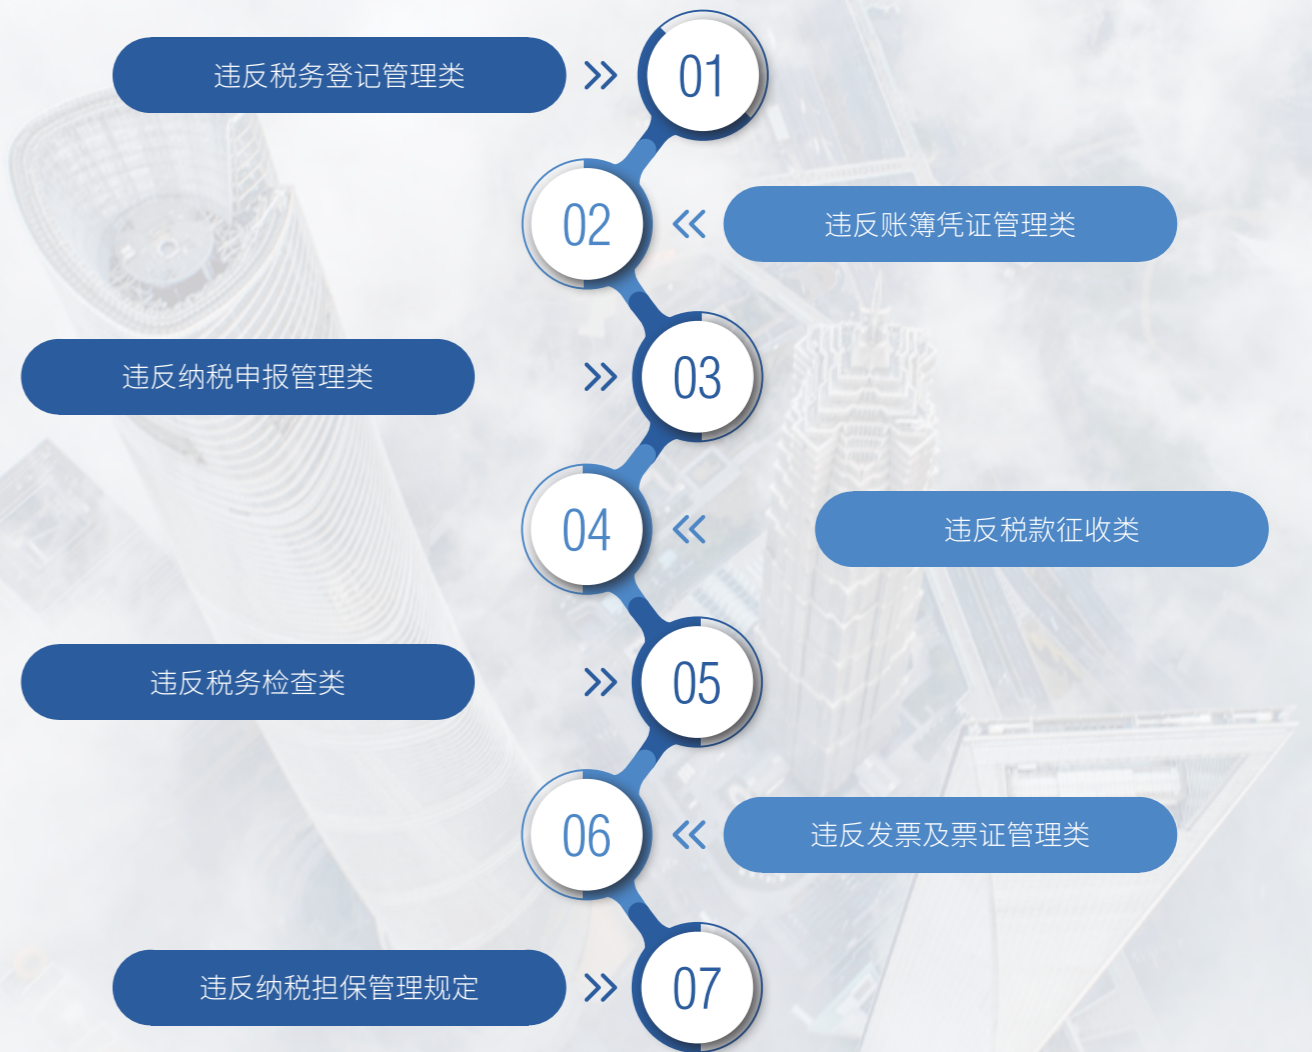 违反税务登记管理类
01
02
违反账簿凭证管理类
违反纳税申报管理类
03
04
违反税款征收类
违反税务检查类
05
06
违反发票及票证管理类
违反纳税担保管理规定
07